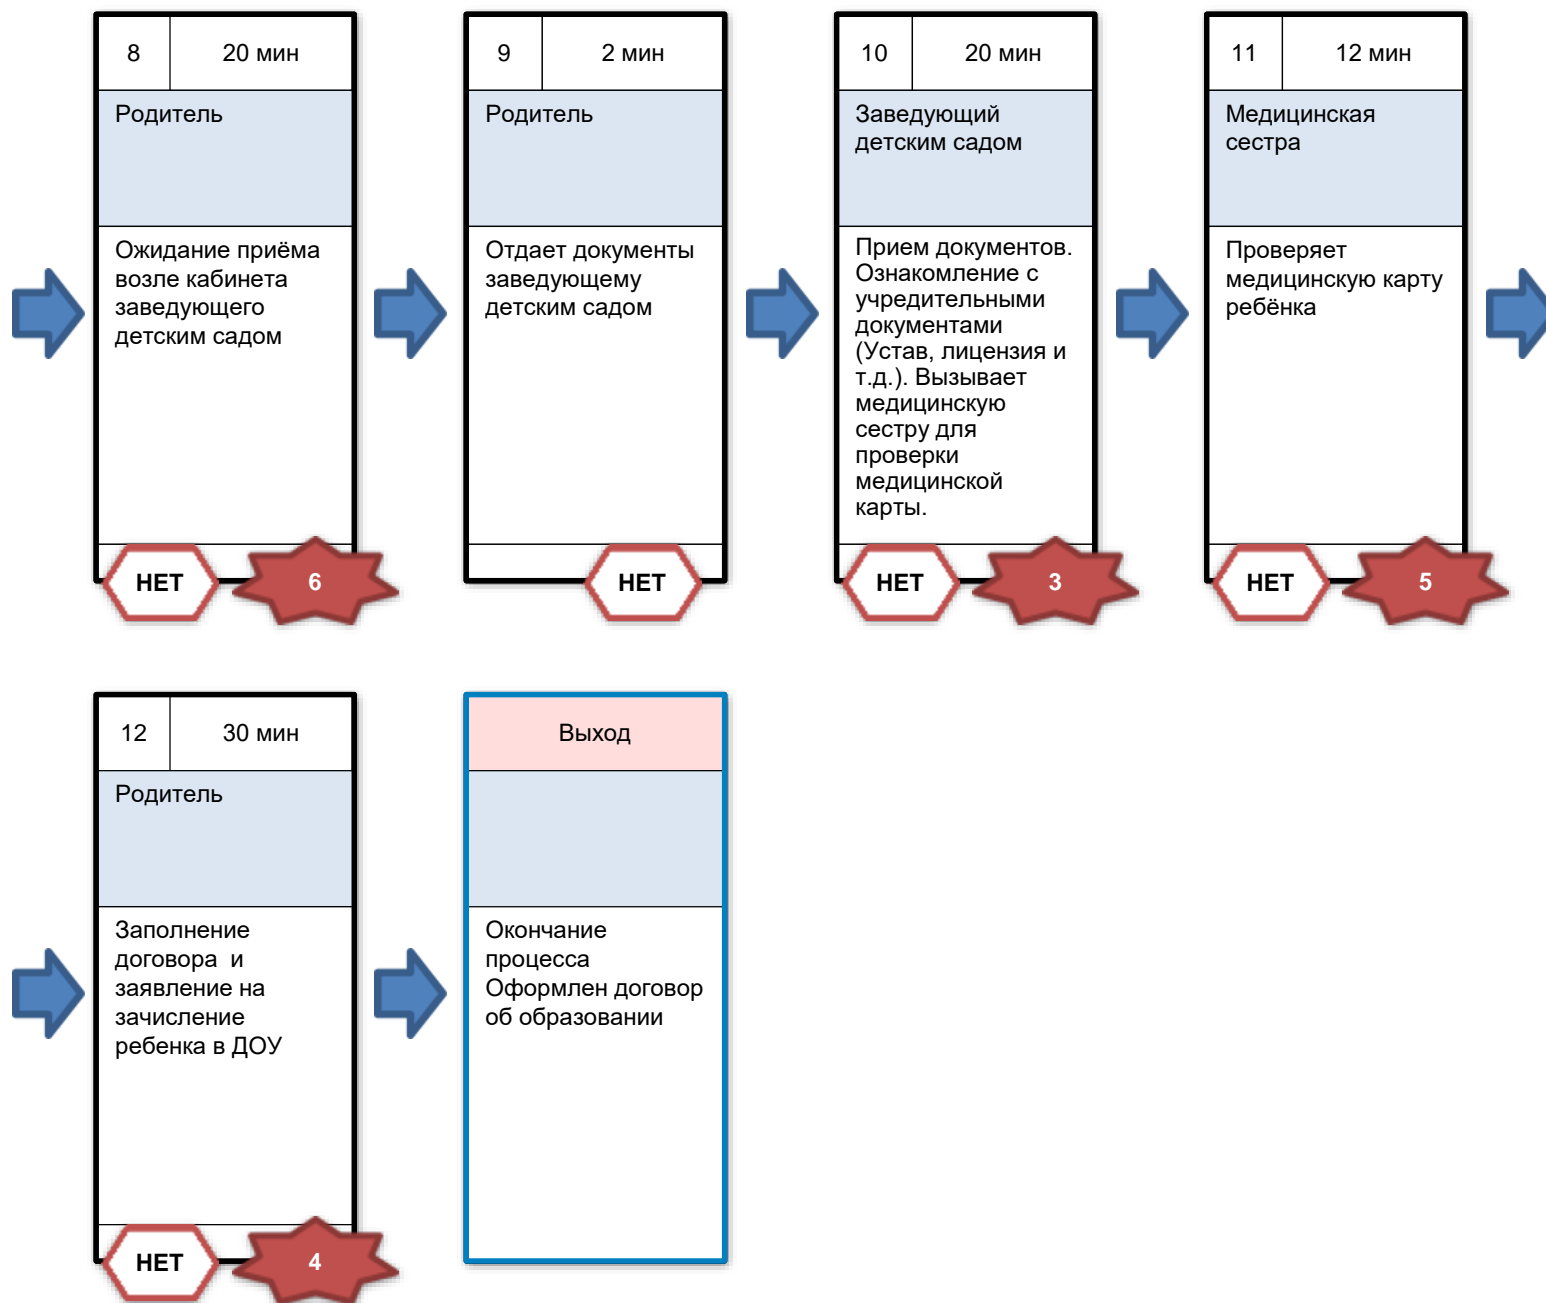 8 20 мин
Родитель
Ожидание приёма
возле кабинета
заведующего
детским садом
НЕТ 6
9 2 мин
Родитель
Отдает документы
заведующему
детским садом
НЕТ
10 20 мин
Заведующий
детским садом
Прием документов.
Ознакомление с
учредительными
документами
(Устав, лицензия и
т.д.). Вызывает
медицинскую
сестру для
проверки
медицинской
карты.
НЕТ 3
11 12 мин
Медицинская
сестра
Проверяет
медицинскую карту
ребёнка
НЕТ 5
12 30 мин
Родитель
Заполнение
договора  и
заявление на
зачисление
ребенка в ДОУ
НЕТ 4
Выход
Окончание
процесса
Оформлен договор
об образовании